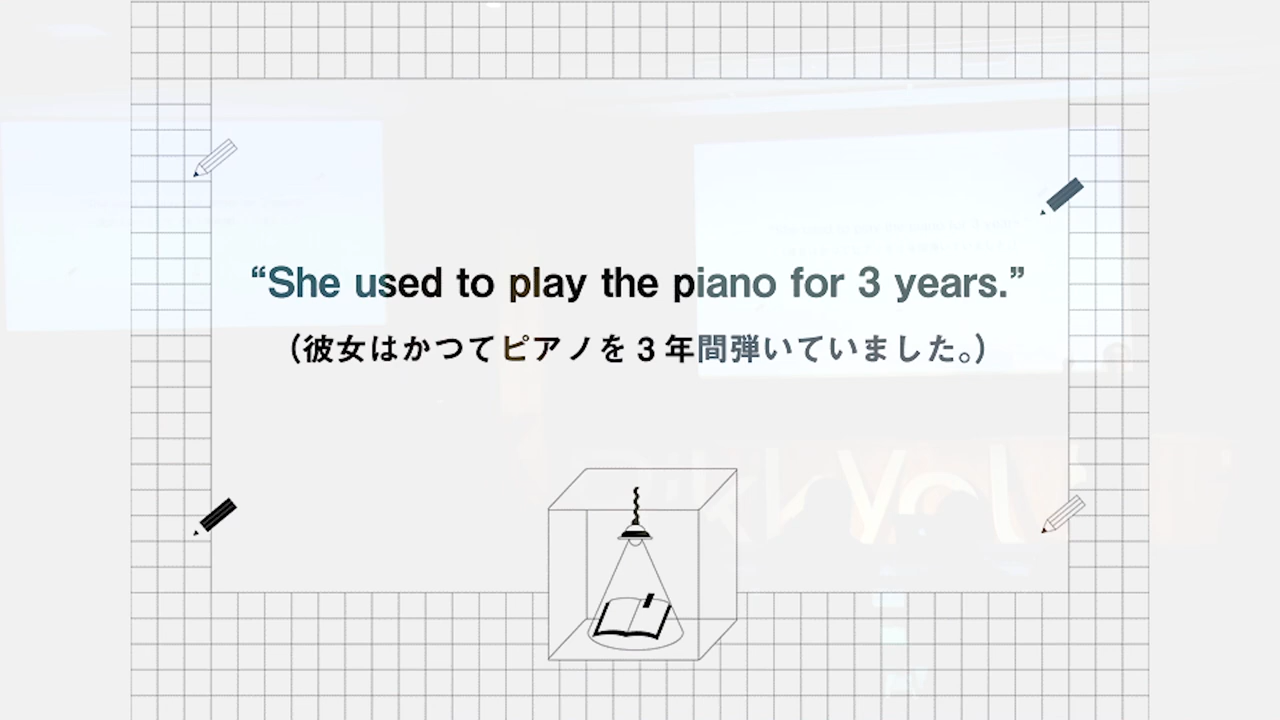 “She used to play the piano for 3 years.”
（彼女はかつてピアノを３年間弾いていました。）